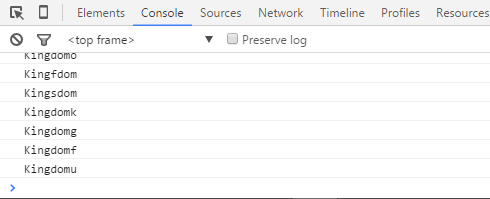 Elements Console Sources Network Timeline Profiles Resources
<top frame> ▼ Preserve log
Kingdomo
Kingfdom
Kingsdom
Kingdomk
Kingdomg
Kingdomf
Kingdomu
>